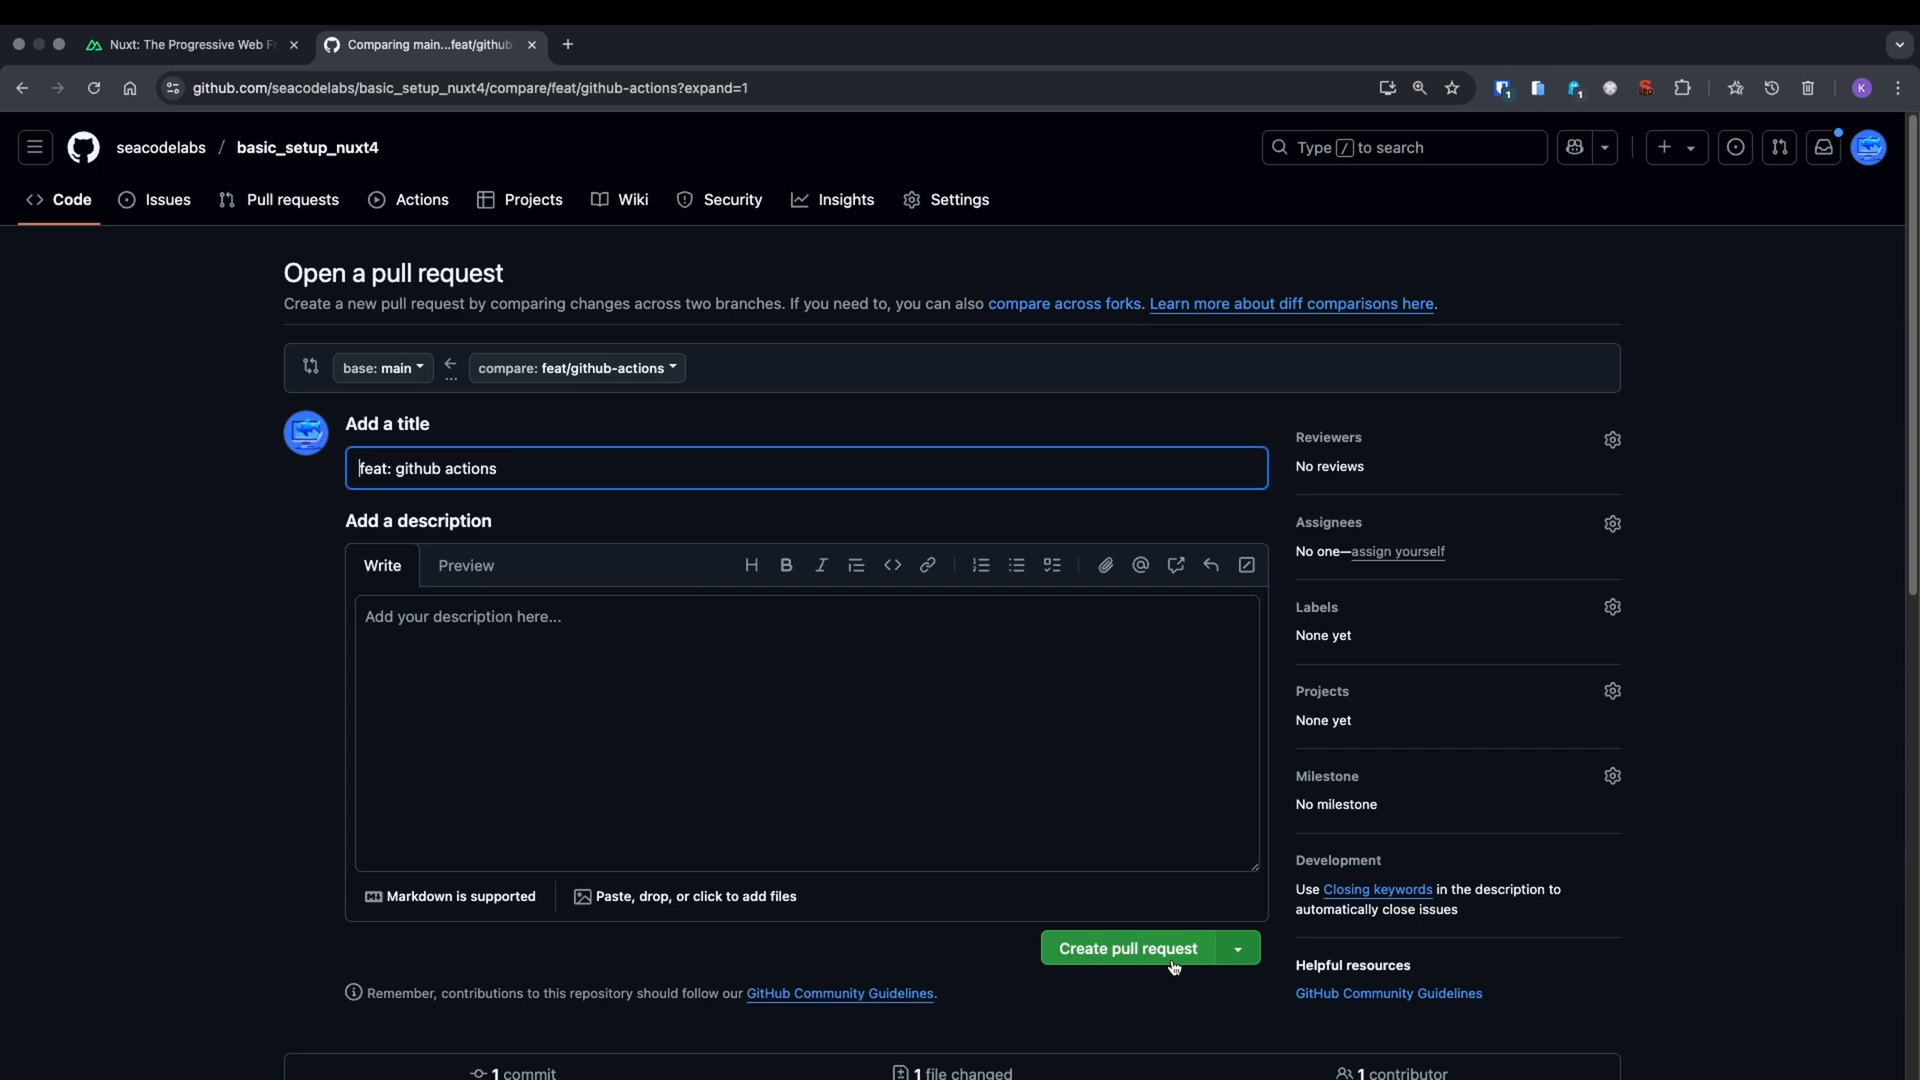 Nuxt: The Progressive Web F
Comparing main...feat/github
github.com/seacodelabs/basic_setup_nuxt4/compare/feat/github-actions?expand=1
K
seacodelabs / basic_setup_nuxt4
Type / to search
Code
Issues
Pull requests
Actions
Projects
Wiki
Security
Insights
Settings
Open a pull request
Create a new pull request by comparing changes across two branches. If you need to, you can also compare across forks. Learn more about diff comparisons here.
base: main
compare: feat/github-actions
Add a title
feat: github actions
Add a description
Write
Preview
Add your description here...
Markdown is supported
Paste, drop, or click to add files
Create pull request
Remember, contributions to this repository should follow our GitHub Community Guidelines.
Reviewers
No reviews
Assignees
No one—assign yourself
Labels
None yet
Projects
None yet
Milestone
No milestone
Development
Use Closing keywords in the description to
automatically close issues
Helpful resources
GitHub Community Guidelines
1 commit
1 file changed
1 contributor